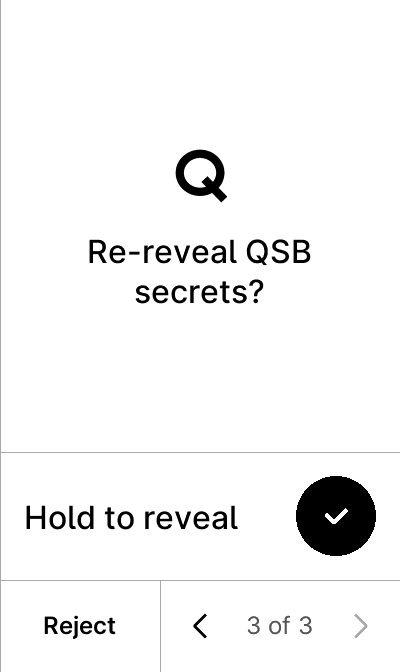 Q
Re-reveal QSB
secrets?
Hold to reveal
Reject
3 of 3